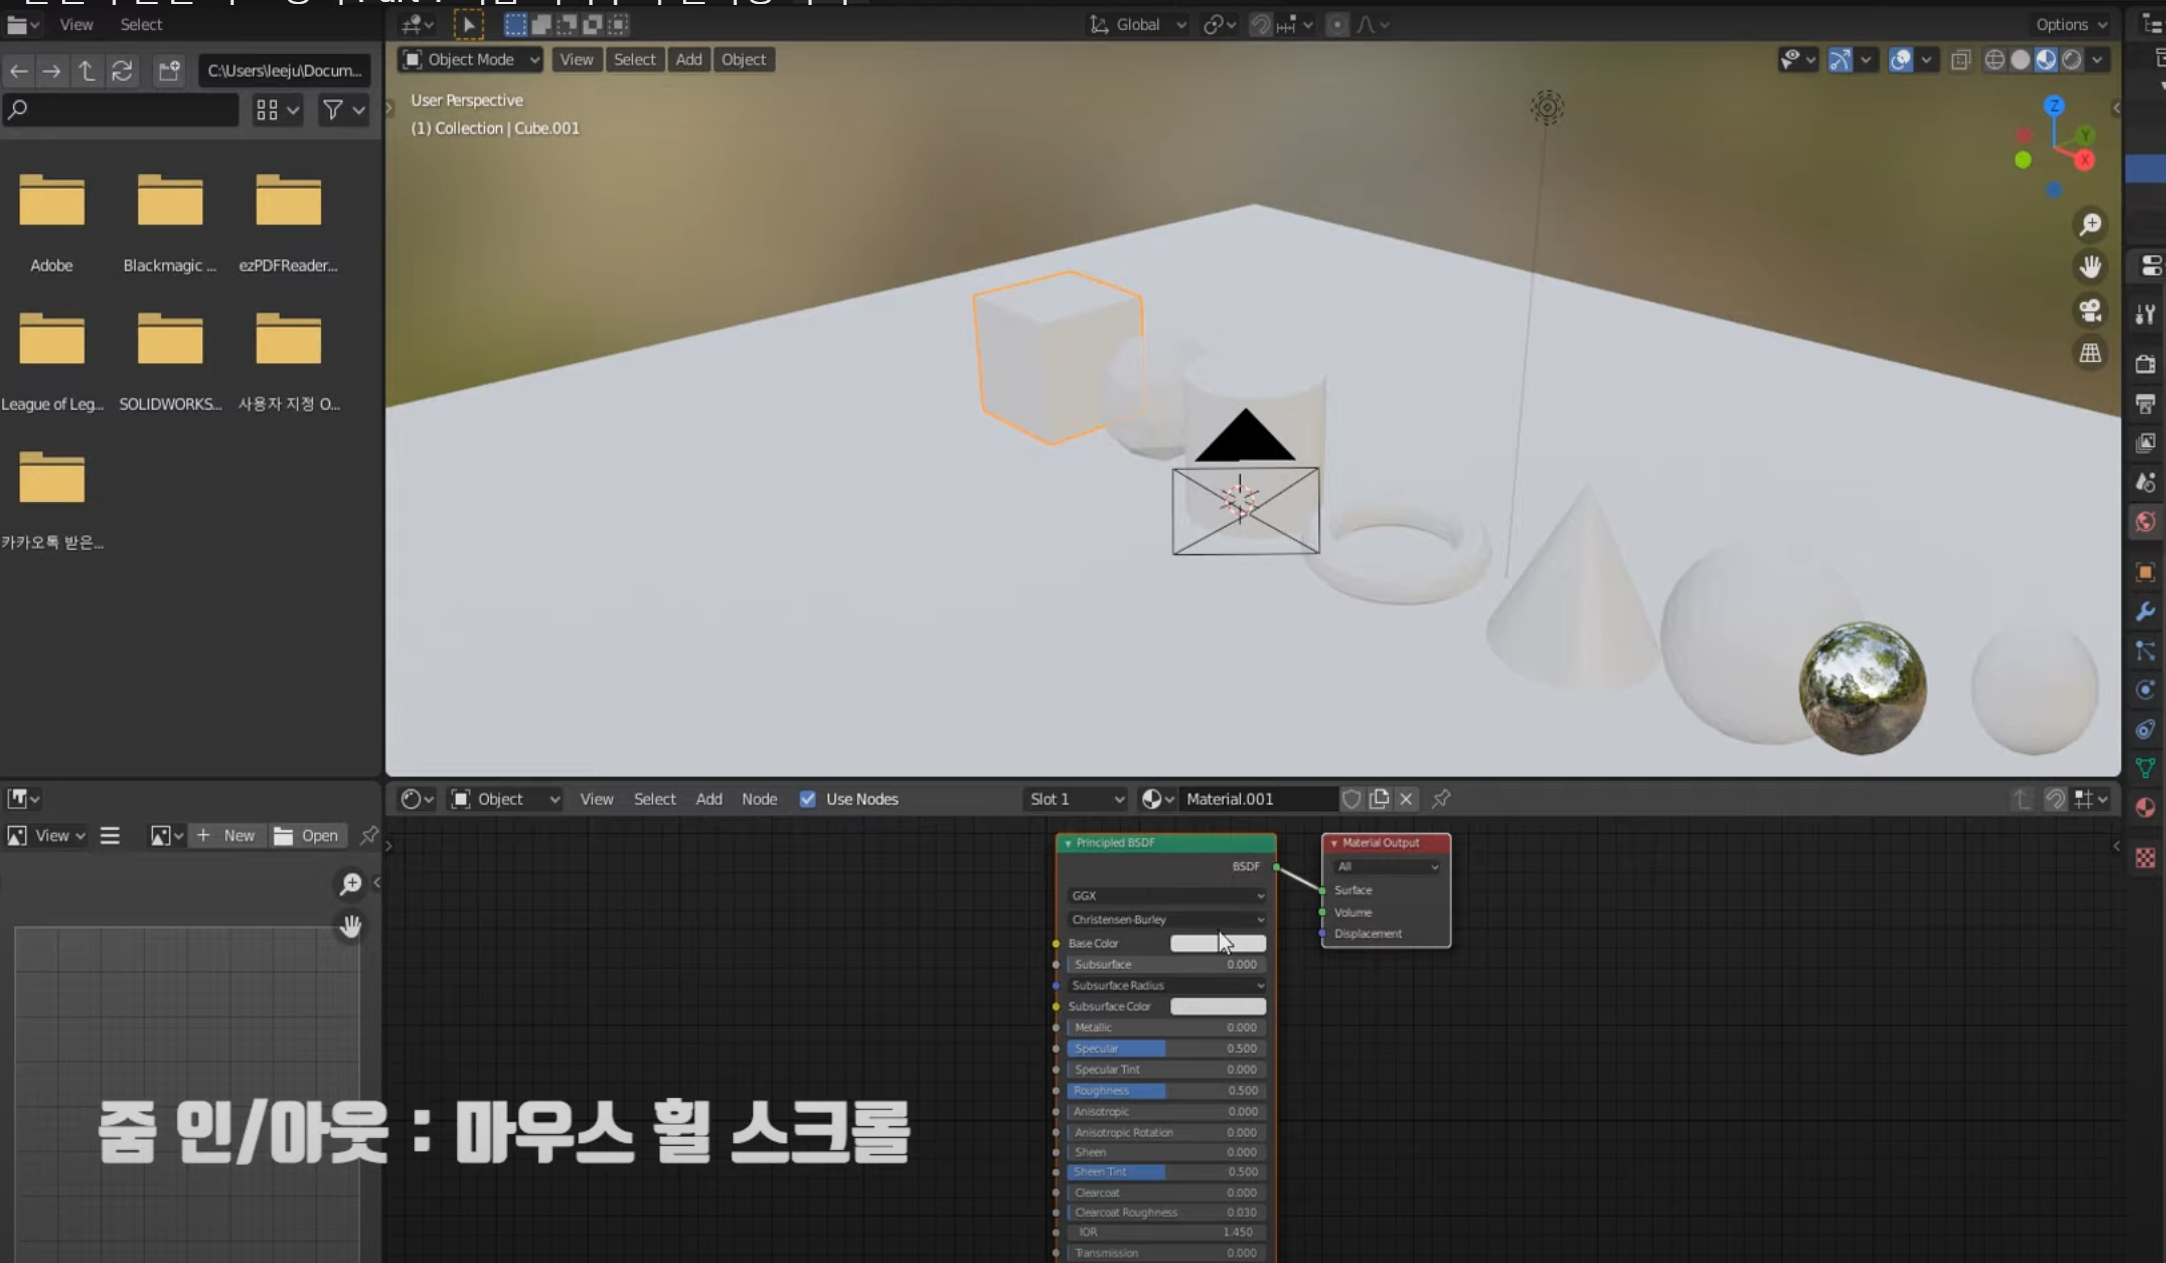 View Select
Global
Options
C:\Users\leeju\Docum...
Object Mode View Select Add Object
User Perspective
(1) Collection | Cube.001
Z
Y
X
Adobe Blackmagic ... ezPDFReader...
League of Leg... SOLIDWORKS... 사용자 지정 O...
카카오톡 받은...
Object View Select Add Node Use Nodes Slot 1 Material.001
View + New Open
Principled BSDF
BSDF
GGX
Christensen-Burley
Base Color
Subsurface 0.000
Subsurface Radius
Subsurface Color
Metallic 0.000
Specular 0.500
Specular Tint 0.000
Roughness 0.500
Anisotropic 0.000
Anisotropic Rotation 0.000
Sheen 0.000
Sheen Tint 0.500
Clearcoat 0.000
Clearcoat Roughness 0.030
IOR 1.450
Transmission 0.000
Material Output
All
Surface
Volume
Displacement
줌 인/아웃 : 마우스 휠 스크롤